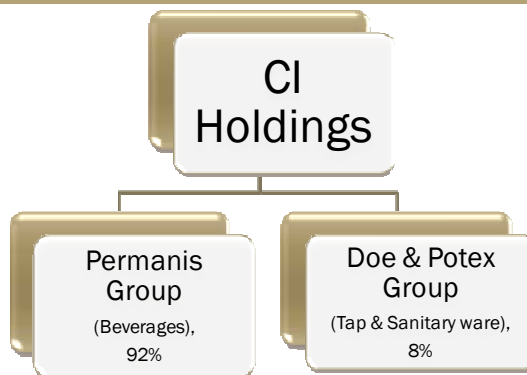 CI
Holdings
Permanis
Group
(Beverages),
92%
Doe & Potex
Group
(Tap & Sanitary ware),
8%